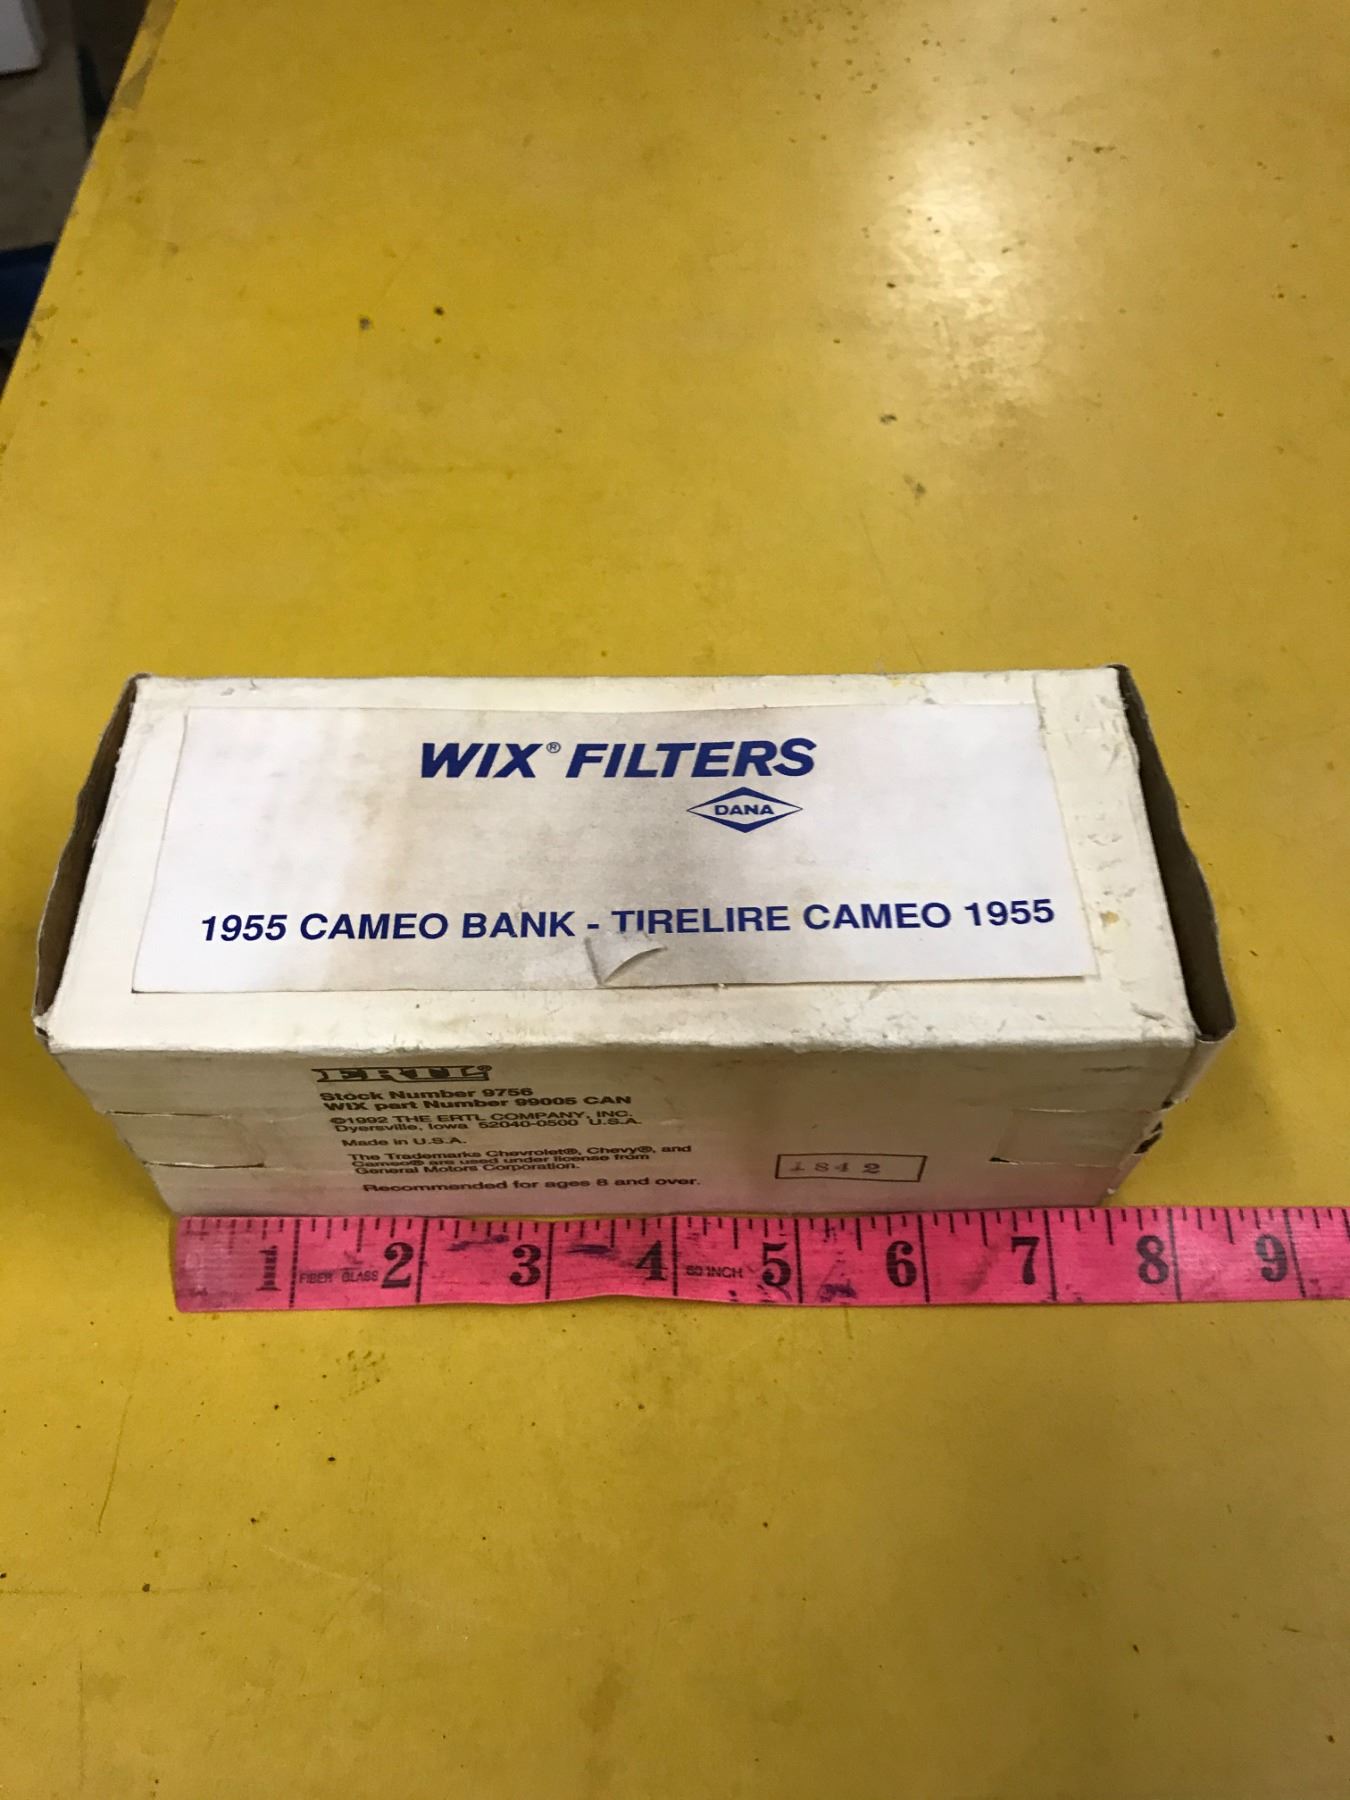 WIX® FILTERS
DANA
1955 CAMEO BANK - TIRELIRE CAMEO 1955
ERTL®
Stock Number 9756
WIX part Number 99005 CAN
©1992 THE ERTL COMPANY, INC.
Dyersville, Iowa 52040-0500 U.S.A.
Made in U.S.A.
The Trademarks Chevrolet®, Chevy®, and
Cameo® are used under license from
General Motors Corporation.
Recommended for ages 8 and over.
1842
1 FIBER GLASS 2 3 4 60 INCH 5 6 7 8 9